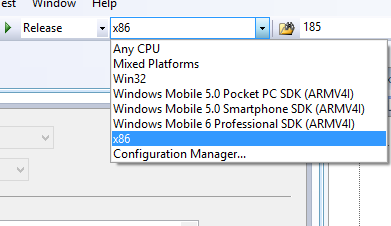 est Window Help
Release x86 185
Any CPU
Mixed Platforms
Win32
Windows Mobile 5.0 Pocket PC SDK (ARMV4I)
Windows Mobile 5.0 Smartphone SDK (ARMV4I)
Windows Mobile 6 Professional SDK (ARMV4I)
x86
Configuration Manager...